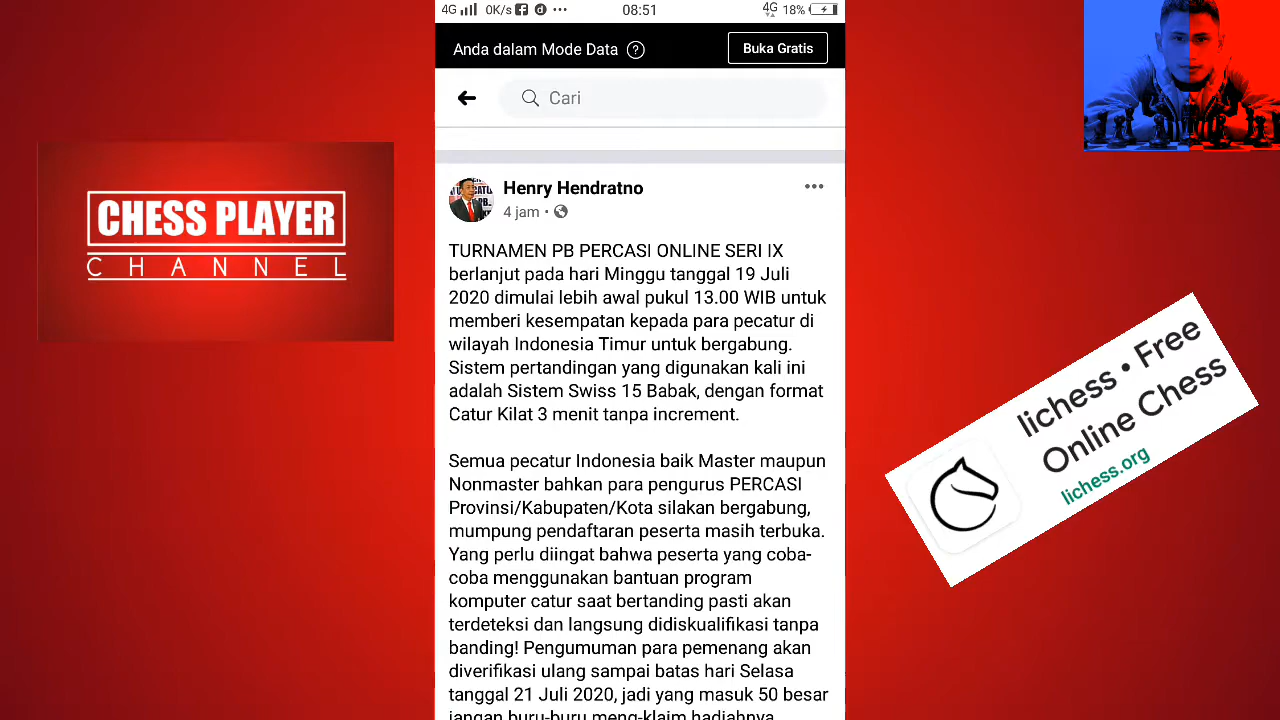 4G 0K/s 08:51 4G 18%
Anda dalam Mode Data ? Buka Gratis
Cari
Henry Hendratno
4 jam •
TURNAMEN PB PERCASI ONLINE SERI IX
berlanjut pada hari Minggu tanggal 19 Juli
2020 dimulai lebih awal pukul 13.00 WIB untuk
memberi kesempatan kepada para pecatur di
wilayah Indonesia Timur untuk bergabung.
Sistem pertandingan yang digunakan kali ini
adalah Sistem Swiss 15 Babak, dengan format
Catur Kilat 3 menit tanpa increment.
Semua pecatur Indonesia baik Master maupun
Nonmaster bahkan para pengurus PERCASI
Provinsi/Kabupaten/Kota silakan bergabung,
mumpung pendaftaran peserta masih terbuka.
Yang perlu diingat bahwa peserta yang coba-
coba menggunakan bantuan program
komputer catur saat bertanding pasti akan
terdeteksi dan langsung didiskualifikasi tanpa
banding! Pengumuman para pemenang akan
diverifikasi ulang sampai batas hari Selasa
tanggal 21 Juli 2020, jadi yang masuk 50 besar
jangan buru-buru meng-klaim hadiahnya
CHESS PLAYER
CHANNEL
lichess • Free
Online Chess
lichess.org